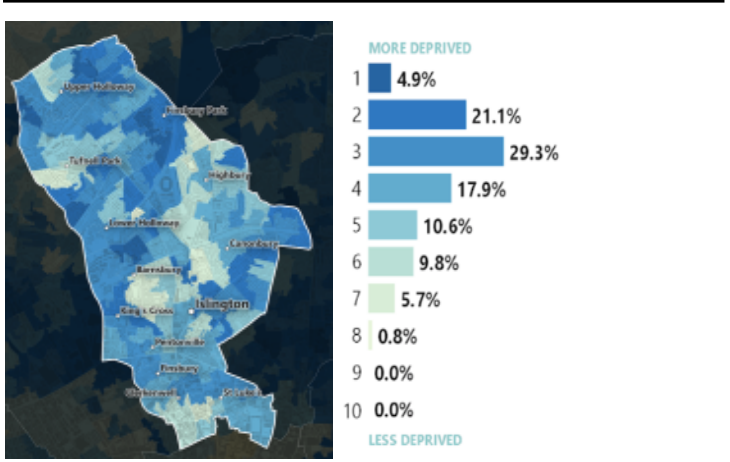 Upper Holloway
Finsbury Park
Tufnell Park
Highbury
Lower Holloway
Canonbury
Barnsbury
Islington
King's Cross
Pentonville
Finsbury
Clerkenwell
St Luke's
MORE DEPRIVED
1 4.9%
2 21.1%
3 29.3%
4 17.9%
5 10.6%
6 9.8%
7 5.7%
8 0.8%
9 0.0%
10 0.0%
LESS DEPRIVED